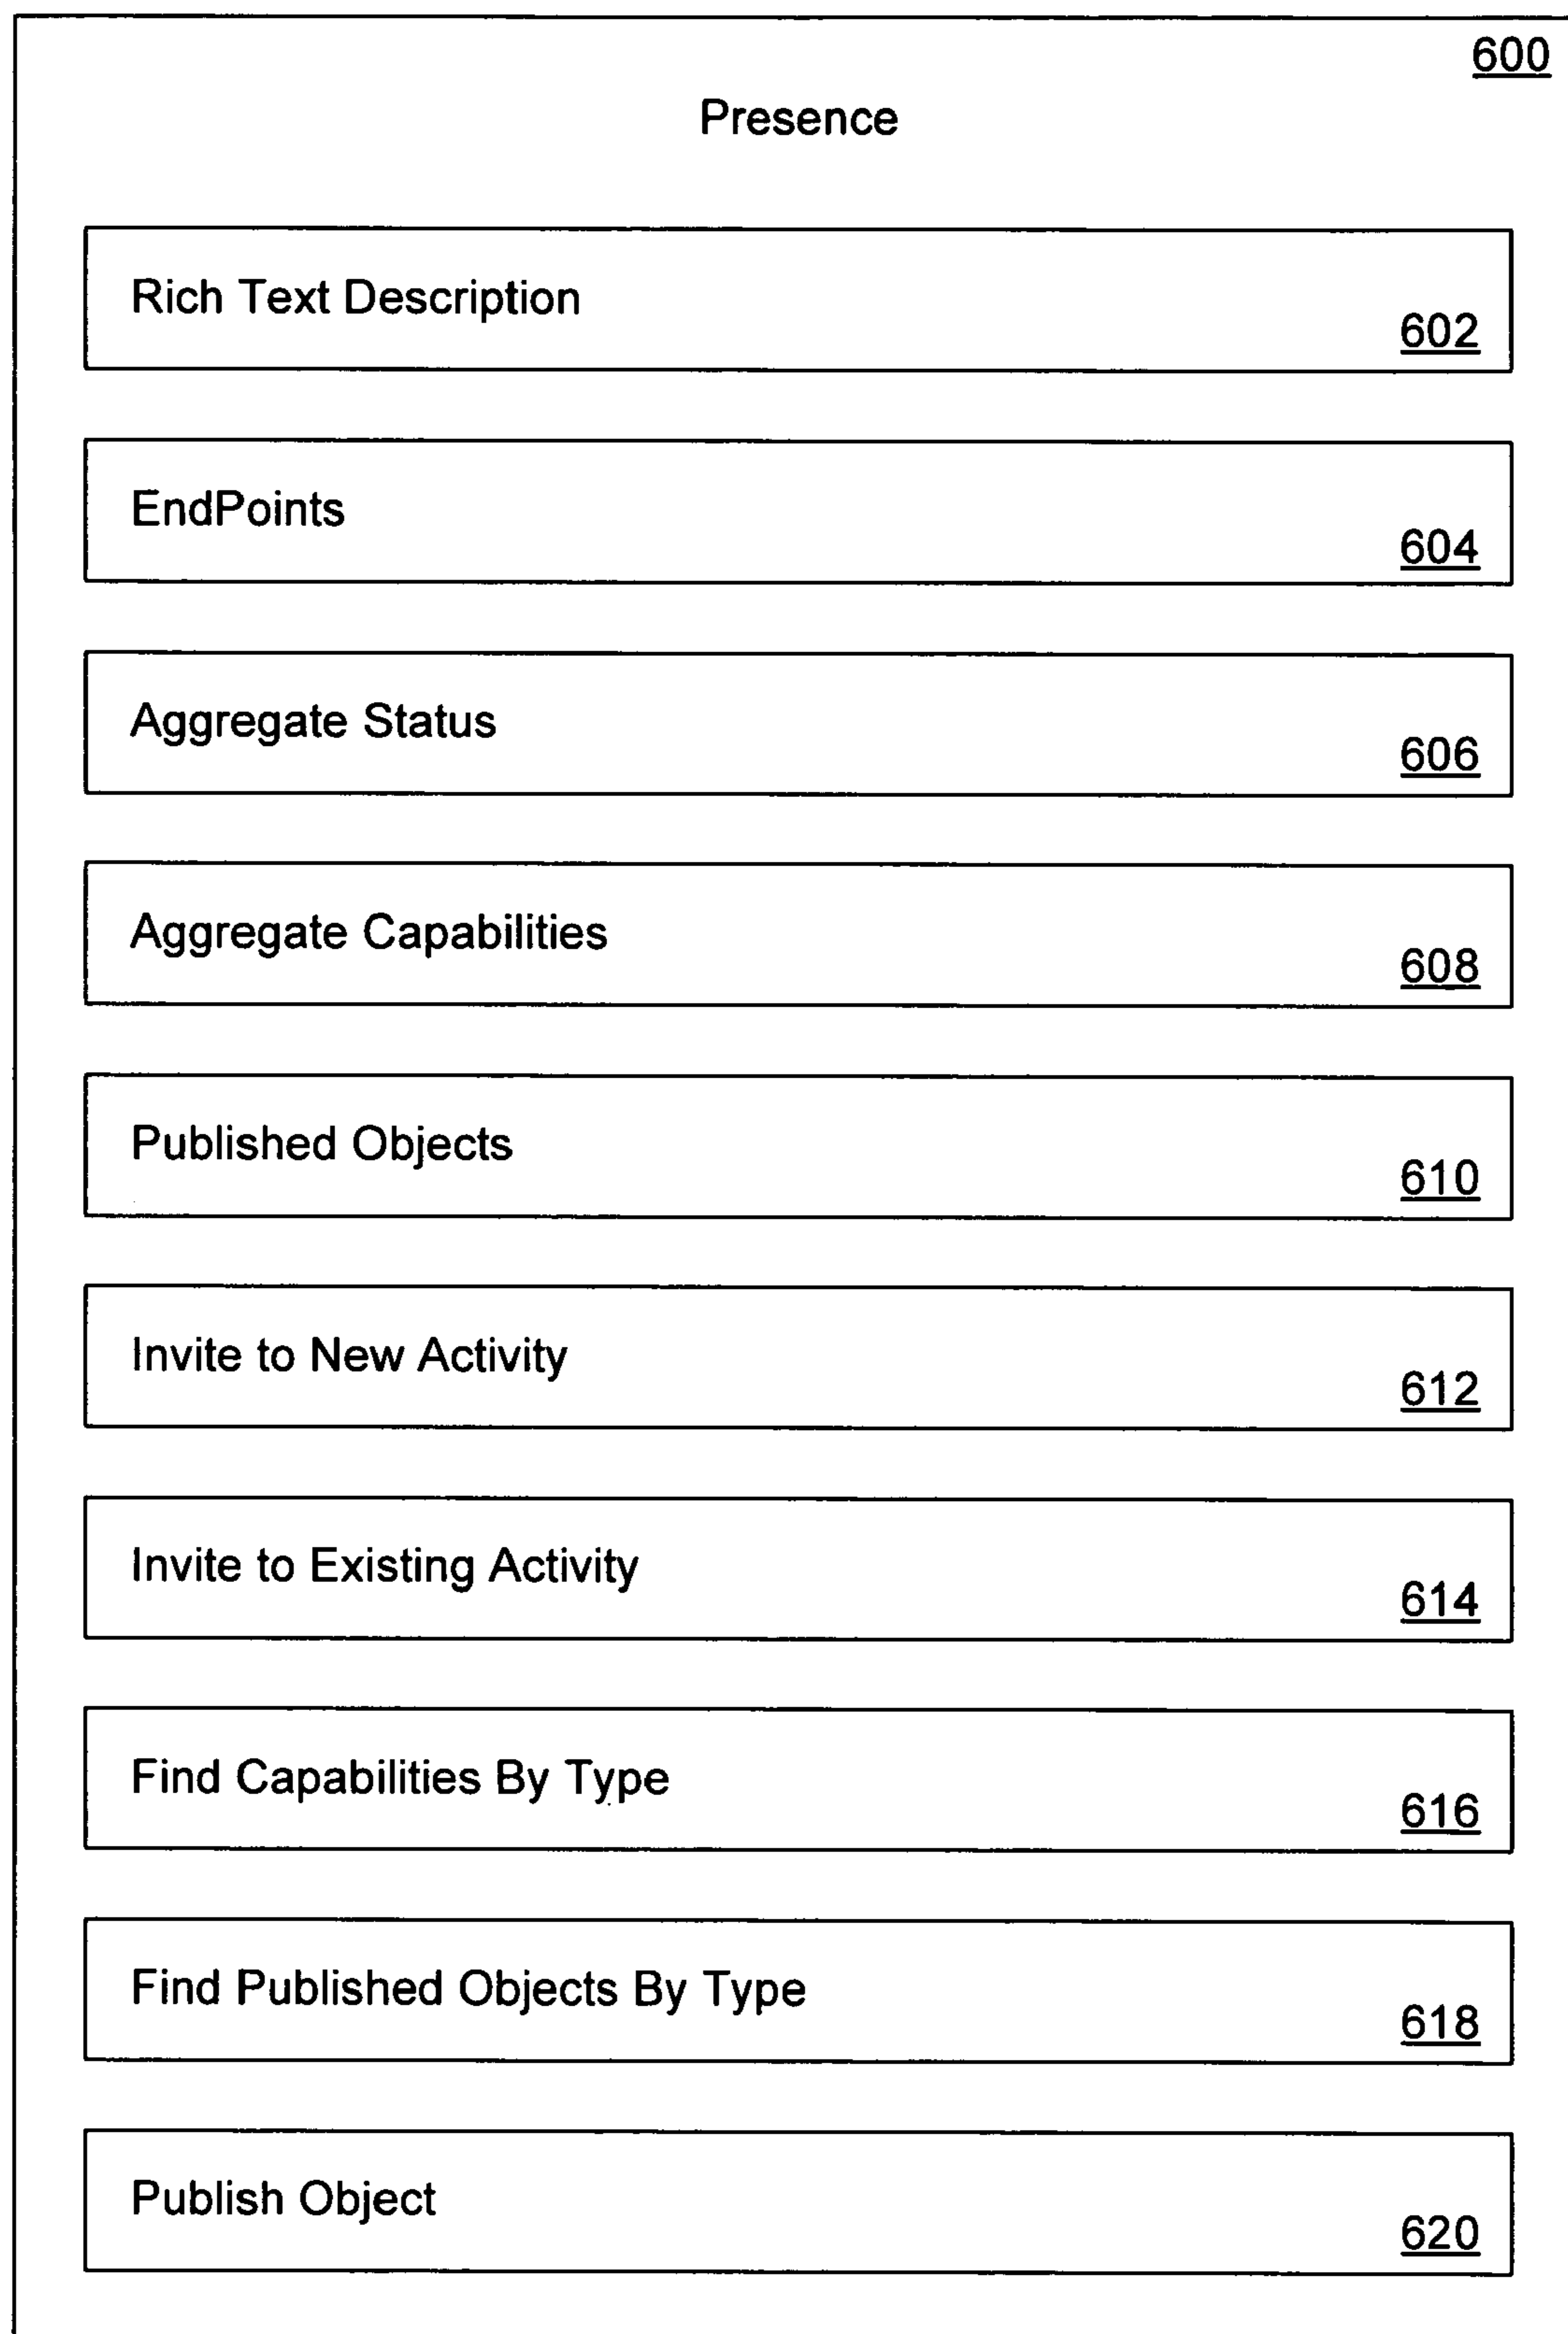 600
Presence
Rich Text Description
602
EndPoints
604
Aggregate Status
606
Aggregate Capabilities
608
Published Objects
610
Invite to New Activity
612
Invite to Existing Activity
614
Find Capabilities By Type
616
Find Published Objects By Type
618
Publish Object
620